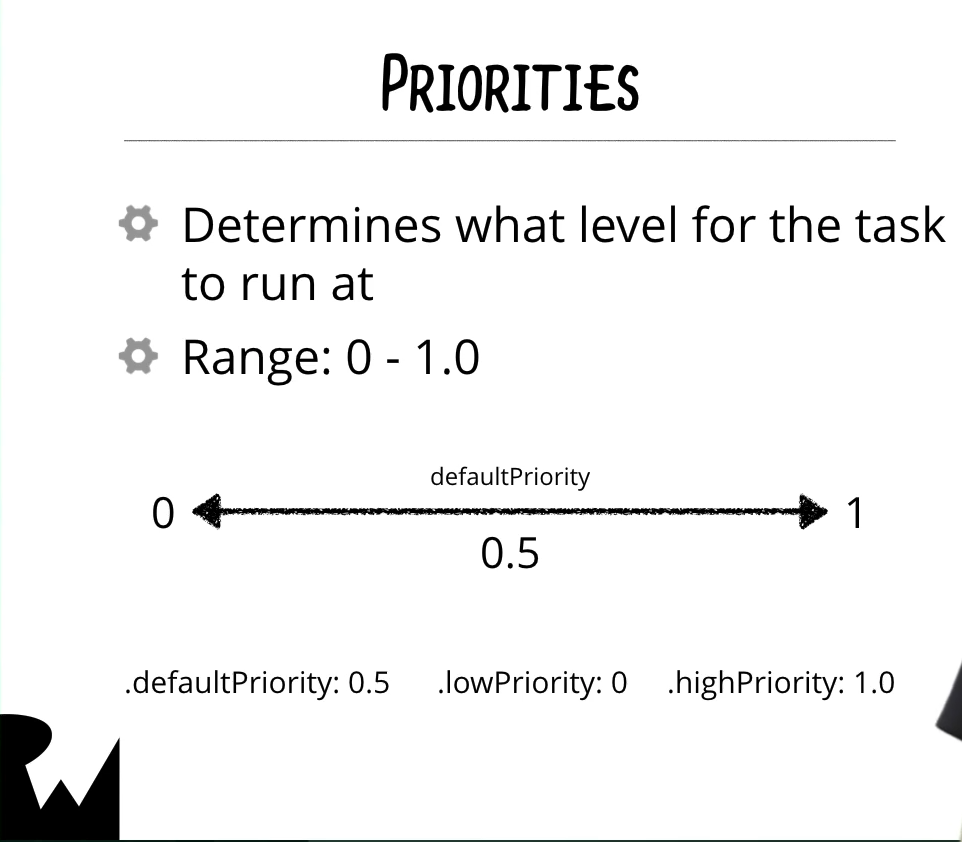 PRIORITIES
Determines what level for the task
to run at
Range: 0 - 1.0
defaultPriority
0 1
0.5
.defaultPriority: 0.5 .lowPriority: 0 .highPriority: 1.0
RW